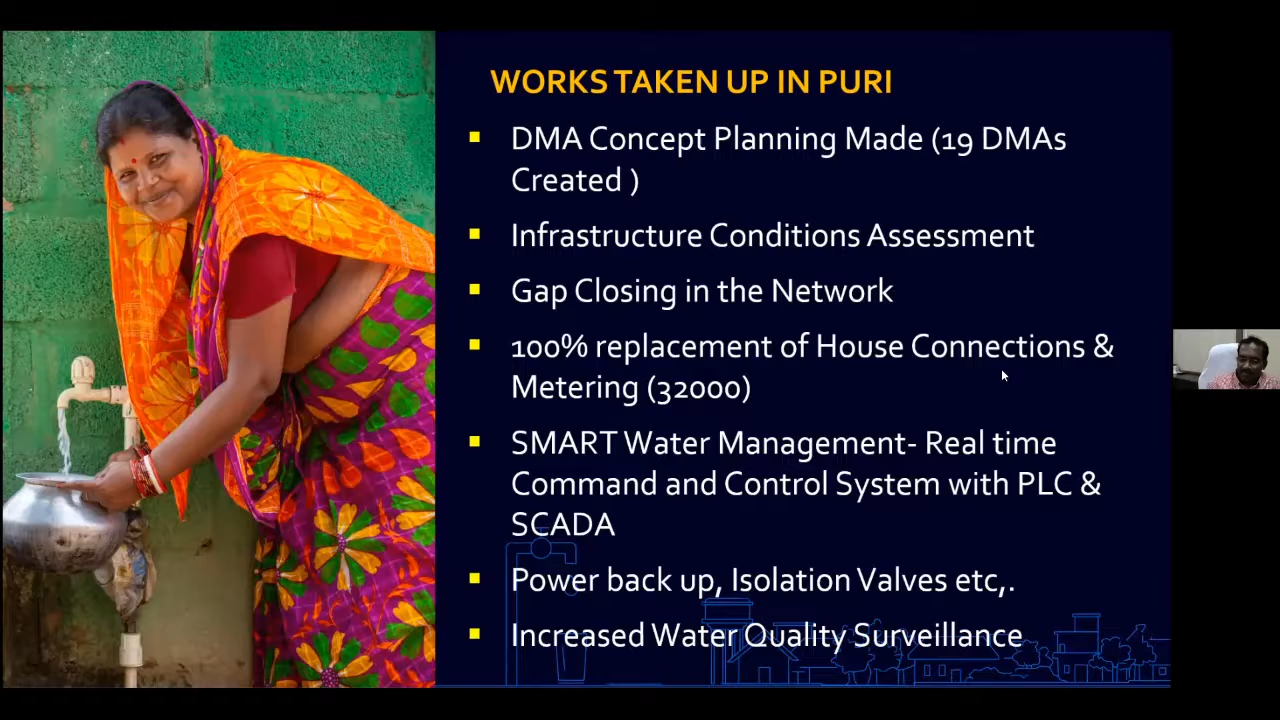 WORKS TAKEN UP IN PURI
▪ DMA Concept Planning Made (19 DMAs
Created )
▪ Infrastructure Conditions Assessment
▪ Gap Closing in the Network
▪ 100% replacement of House Connections &
Metering (32000)
▪ SMART Water Management- Real time
Command and Control System with PLC &
SCADA
▪ Power back up, Isolation Valves etc,.
▪ Increased Water Quality Surveillance